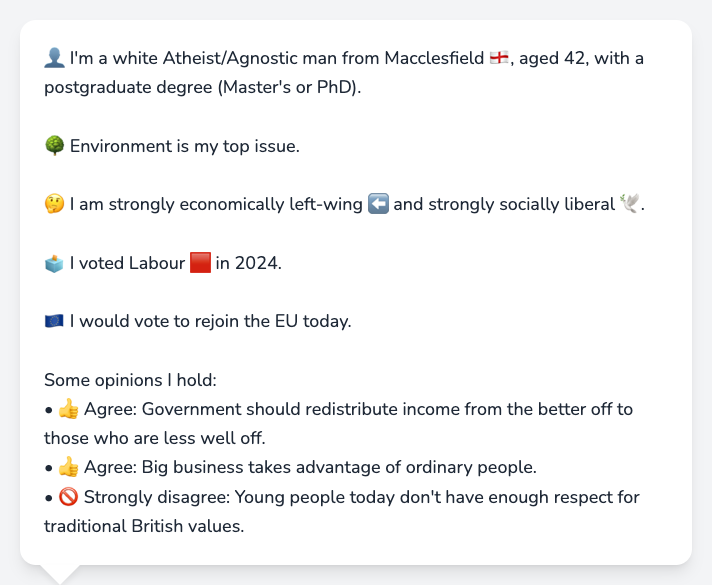 👤 I'm a white Atheist/Agnostic man from Macclesfield 🏴󠁧󠁢󠁥󠁮󠁧󠁿, aged 42, with a
postgraduate degree (Master's or PhD).
🌳 Environment is my top issue.
🤔 I am strongly economically left-wing ⬅️ and strongly socially liberal 🕊️.
🗳️ I voted Labour 🟥 in 2024.
🇪🇺 I would vote to rejoin the EU today.
Some opinions I hold:
• 👍 Agree: Government should redistribute income from the better off to
those who are less well off.
• 👍 Agree: Big business takes advantage of ordinary people.
• 🚫 Strongly disagree: Young people today don't have enough respect for
traditional British values.